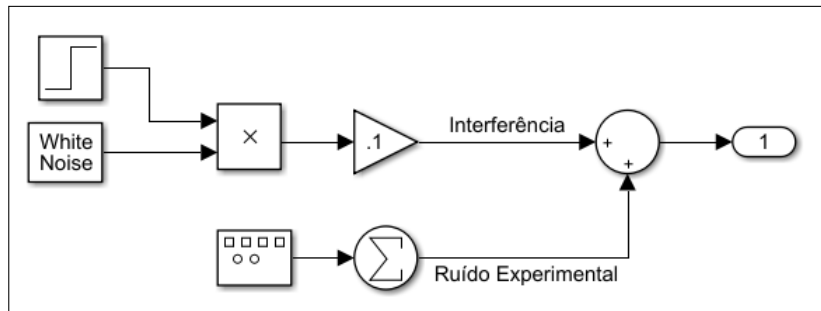 White
Noise
×
.1
Interferência
+
+
1
Ruído Experimental